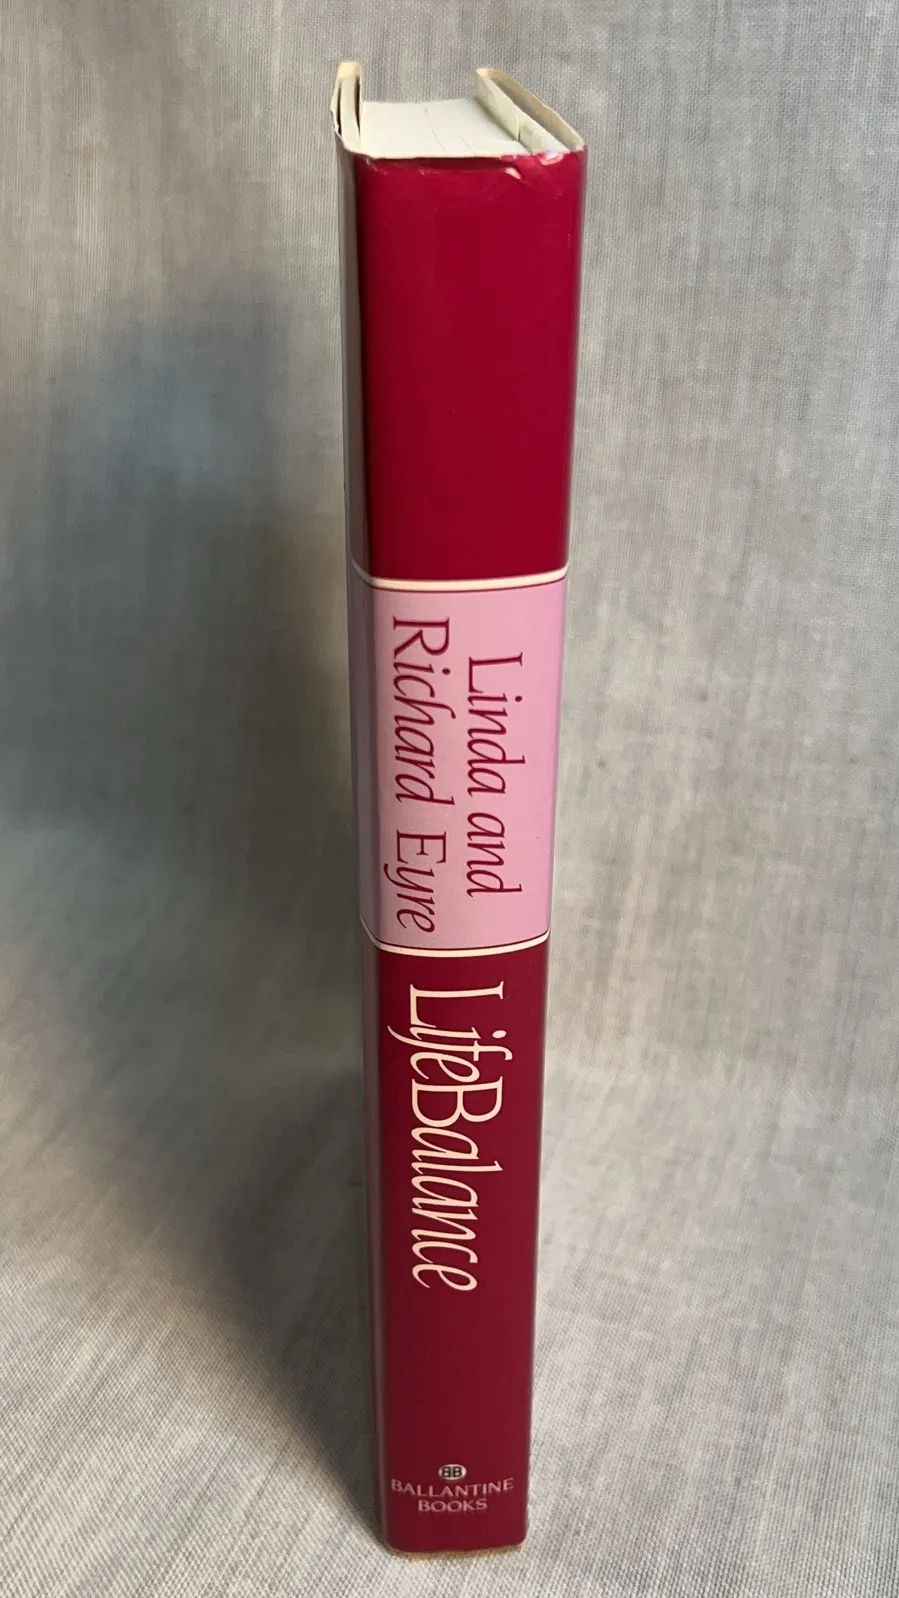 Linda and
Richard Eyre
LifeBalance
BB
BALLANTINE
BOOKS